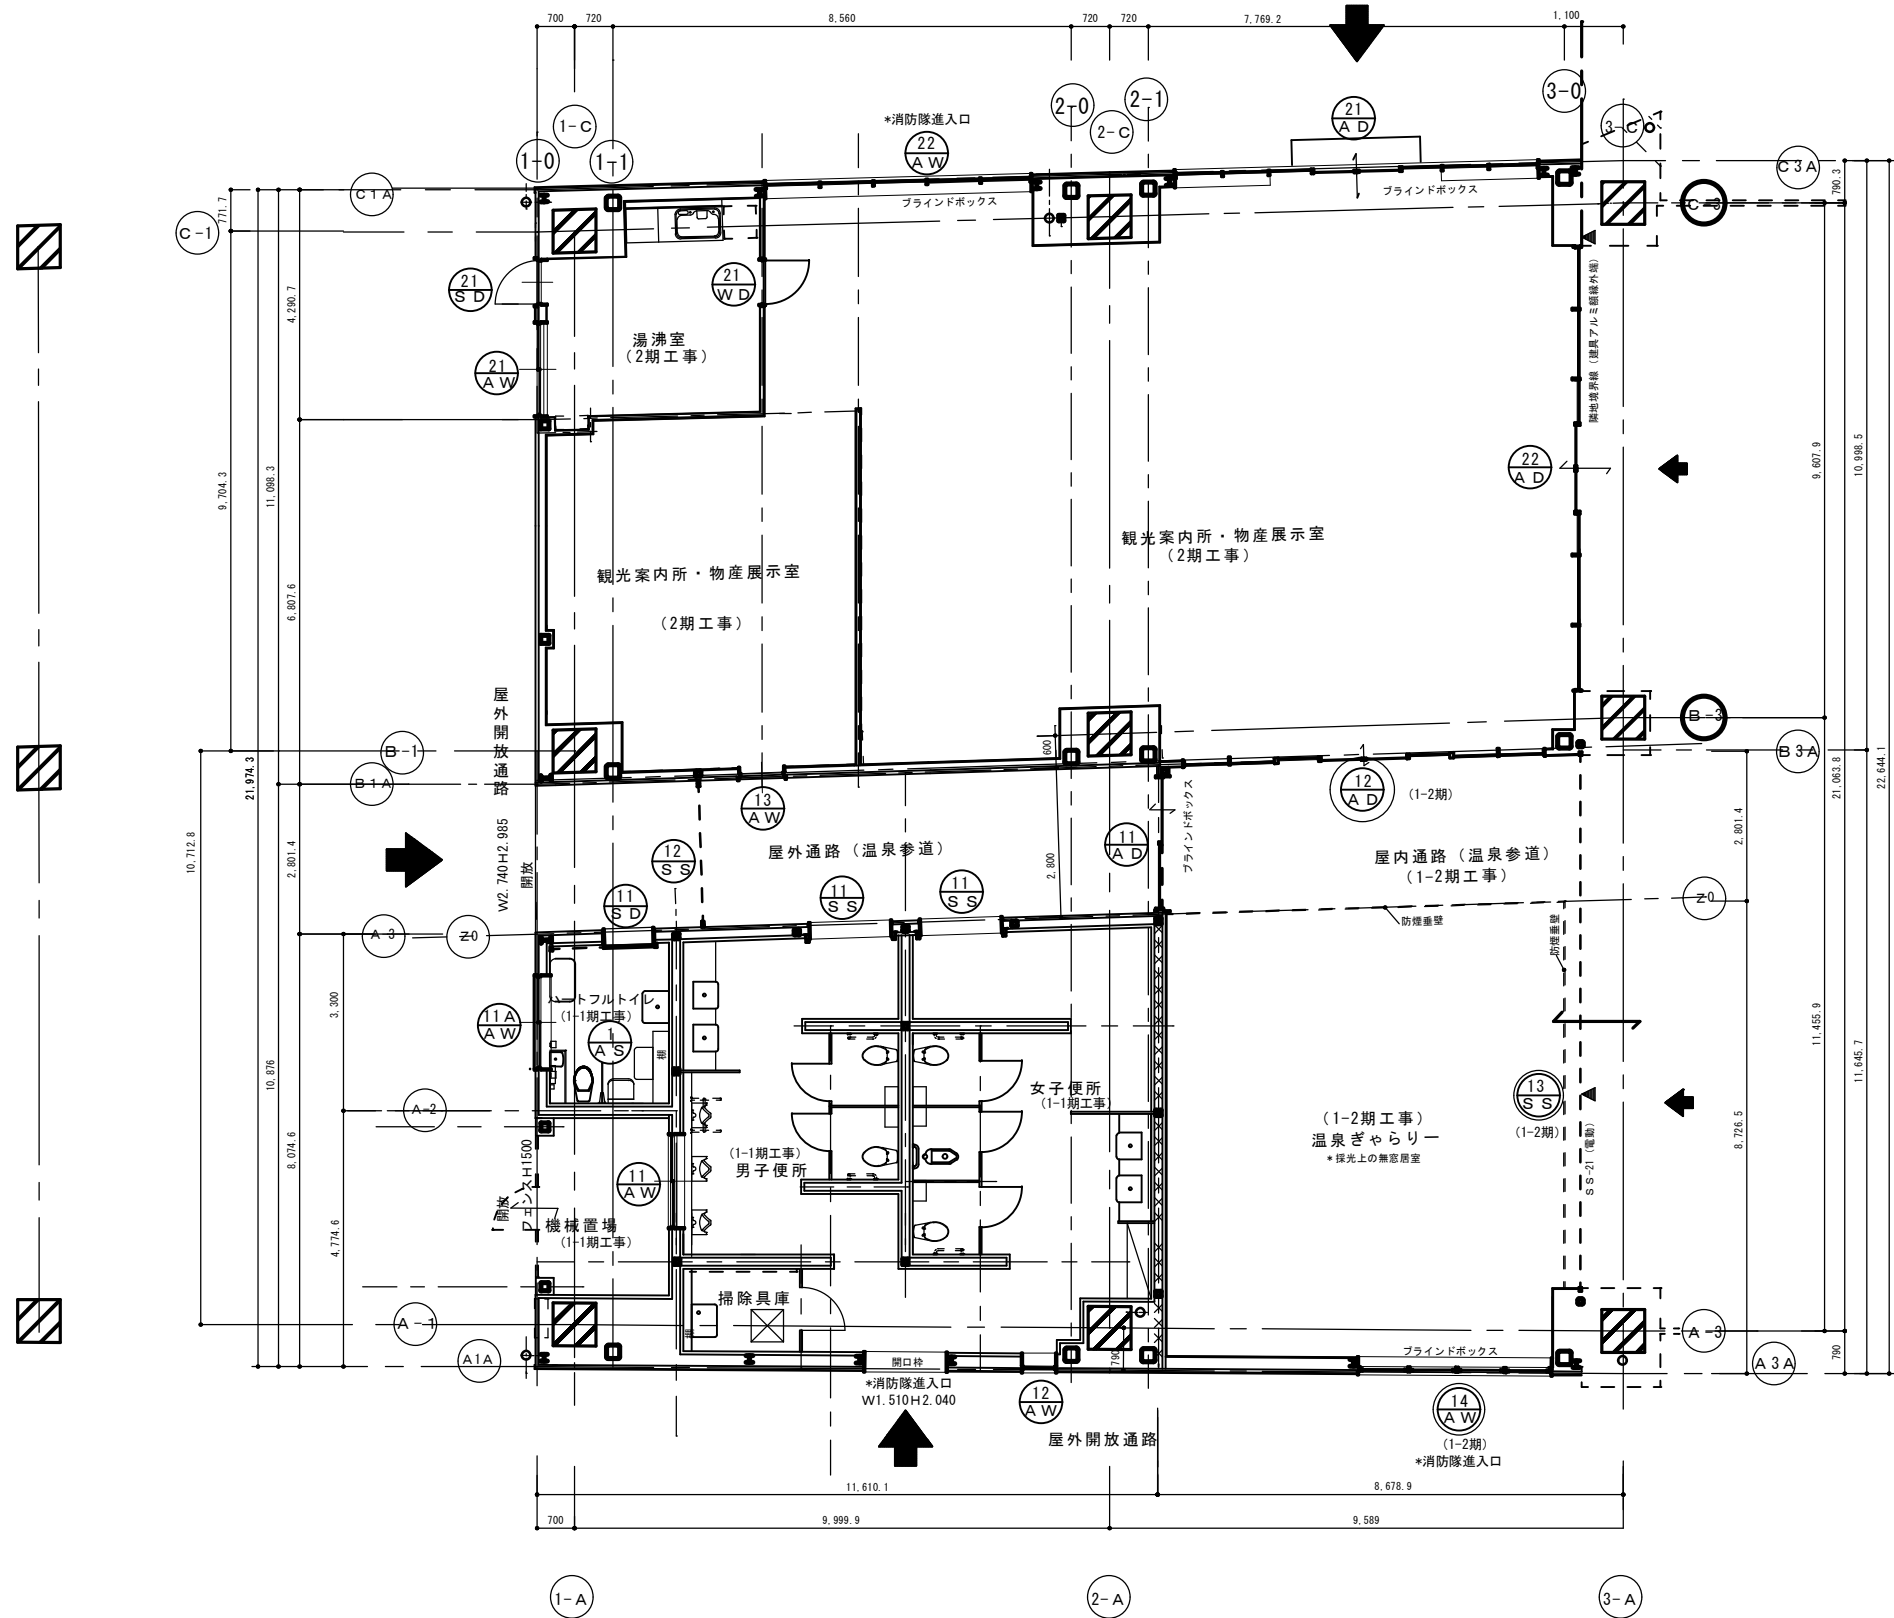 700
720
8,560
720
720
7,769.2
1,100
1-0
1-C
1-1
2-0
2-C
2-1
3-0
3-C
*消防隊進入口
22
AW
21
AD
C1A
C3A
C-1
C-3
ブラインドボックス
ブラインドボックス
771.7
790.3
21
SD
21
WD
4,290.7
湯沸室
(2期工事)
21
AW
隣地境界線(建具アルミ額縁外端)
22
AD
9,704.3
11,098.3
9,607.9
10,998.5
観光案内所・物産展示室
(2期工事)
観光案内所・物産展示室
(2期工事)
6,807.6
屋外開放通路
B-1
B1A
B-3
B3A
600
21,974.3
21,063.8
22,644.1
13
AW
12
AD
(1-2期)
ブラインドボックス
10,712.8
2,801.4
W2.740H2.985
開放
12
SS
屋外通路(温泉参道)
11
AD
2,800
屋内通路(温泉参道)
(1-2期工事)
2,801.4
11
SD
11
SS
11
SS
A-3
Z0
Z0
防煙垂壁
防煙垂壁
3,300
ハートフルトイレ
(1-1期工事)
11A
AW
1
AS
棚
10,876
11,455.9
11,645.7
A-2
女子便所
(1-1期工事)
13
SS
(1-2期)
SS-21(電動)
(1-2期工事)
温泉ぎゃらりー
*採光上の無窓居室
(1-1期工事)
男子便所
8,074.6
8,726.5
開放
フェンスH1500
11
AW
4,774.6
機械置場
(1-1期工事)
掃除具庫
棚
A-1
A-3
A1A
A3A
790
790
開口枠
ブラインドボックス
*消防隊進入口
W1.510H2.040
12
AW
14
AW
(1-2期)
*消防隊進入口
屋外開放通路
11,610.1
8,678.9
700
9,999.9
9,589
1-A
2-A
3-A